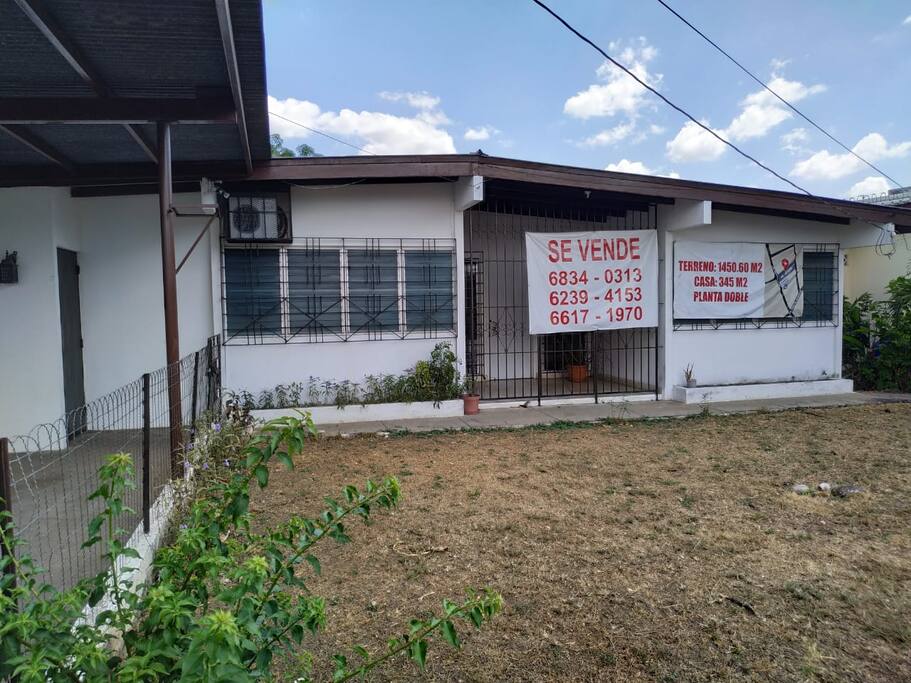 SE VENDE
6834 - 0313
6239 - 4153
6617 - 1970
TERRENO: 1450.60 M2
CASA: 345 M2
PLANTA DOBLE